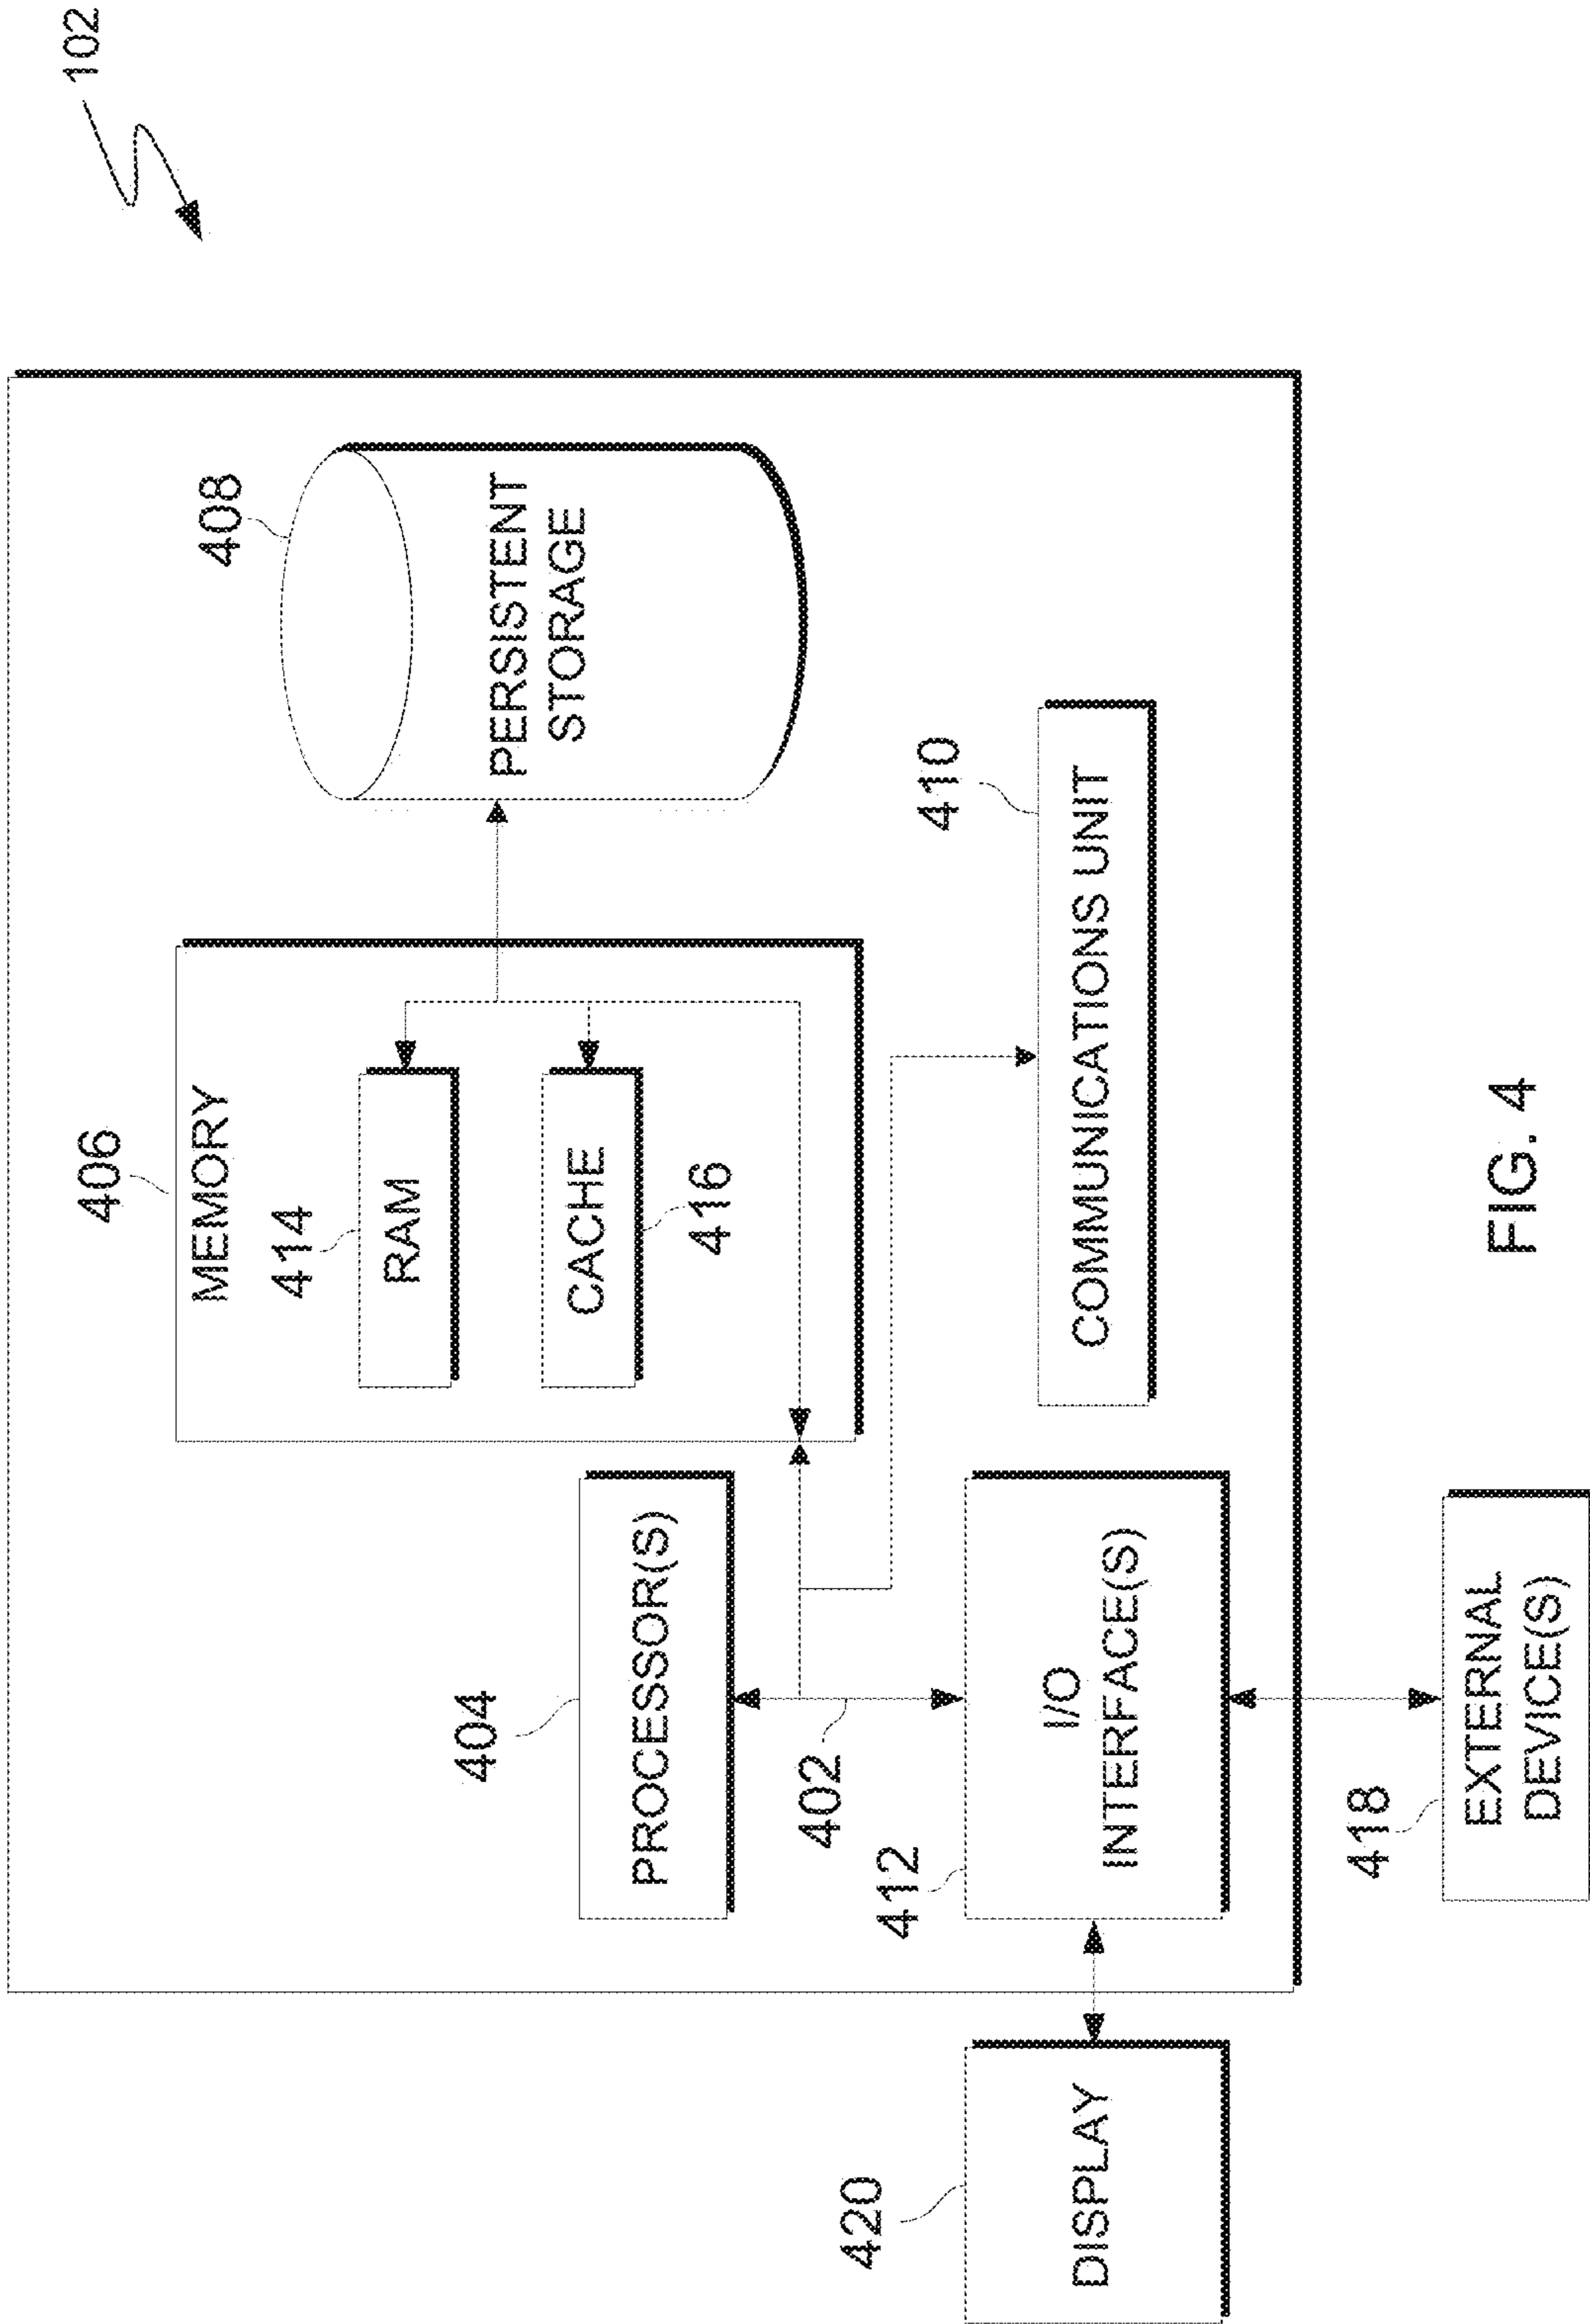 102
406
MEMORY
414
RAM
CACHE
416
408
PERSISTENT
STORAGE
404
PROCESSOR(S)
402
410
COMMUNICATIONS UNIT
412
I/O
INTERFACE(S)
420
DISPLAY
418
EXTERNAL
DEVICE(S)
FIG. 4